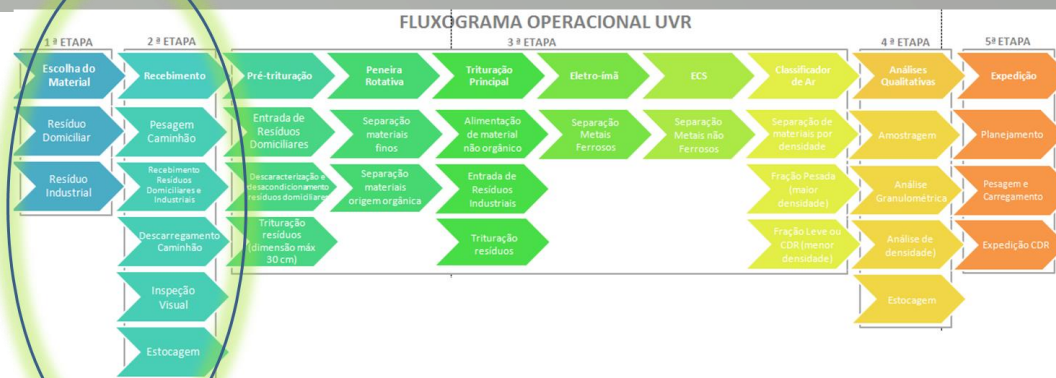 FLUXOGRAMA OPERACIONAL UVR
1ª ETAPA
2ª ETAPA
3ª ETAPA
4ª ETAPA
5ª ETAPA
Escolha do
Material
Recebimento
Pré-trituração
Peneira
Rotativa
Trituração
Principal
Eletro-imã
ECS
Classificador
de Ar
Análises
Qualitativas
Expedição
Resíduo
Domiciliar
Pesagem
Caminhão
Entrada de
Resíduos
Domiciliares
Separação
materiais
finos
Alimentação
de material
não orgânico
Separação
Metais
Ferrosos
Separação
Metais não
Ferrosos
Separação de
materiais por
densidade
Amostragem
Planejamento
Resíduo
Industrial
Recebimento
Resíduos
Domiciliares e
Industriais
Descaracterização e
desacondicionamento
resíduos domiciliares
Separação
materiais
origem orgânica
Entrada de
Resíduos
Industriais
Fração Pesada
(maior
densidade)
Análise
Granulométrica
Pesagem e
Carregamento
Descarregamento
Caminhão
Trituração
resíduos
(dimensão máx
30 cm)
Trituração
resíduos
Fração Leve ou
CDR (menor
densidade)
Análise de
densidade)
Expedição CDR
Inspeção
Visual
Estocagem
Estocagem